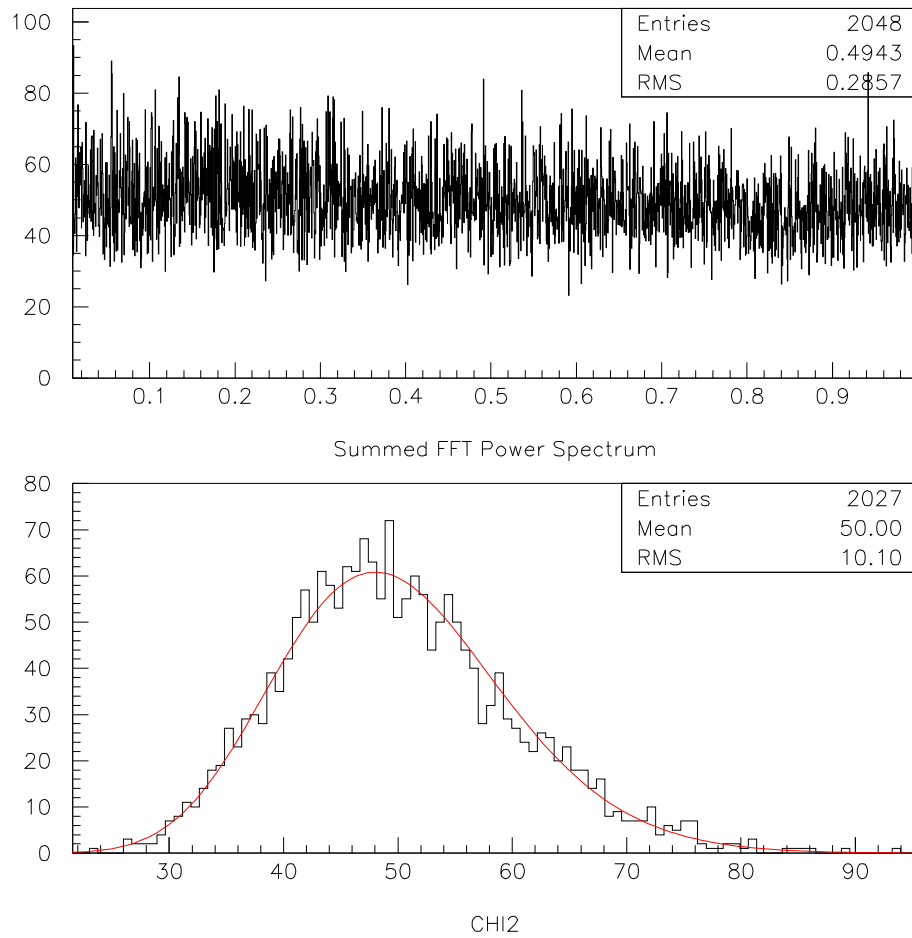 100
80
60
40
20
0
Entries 2048
Mean 0.4943
RMS 0.2857
0.1 0.2 0.3 0.4 0.5 0.6 0.7 0.8 0.9
Summed FFT Power Spectrum
80
70
60
50
40
30
20
10
0
Entries 2027
Mean 50.00
RMS 10.10
30 40 50 60 70 80 90
CHI2